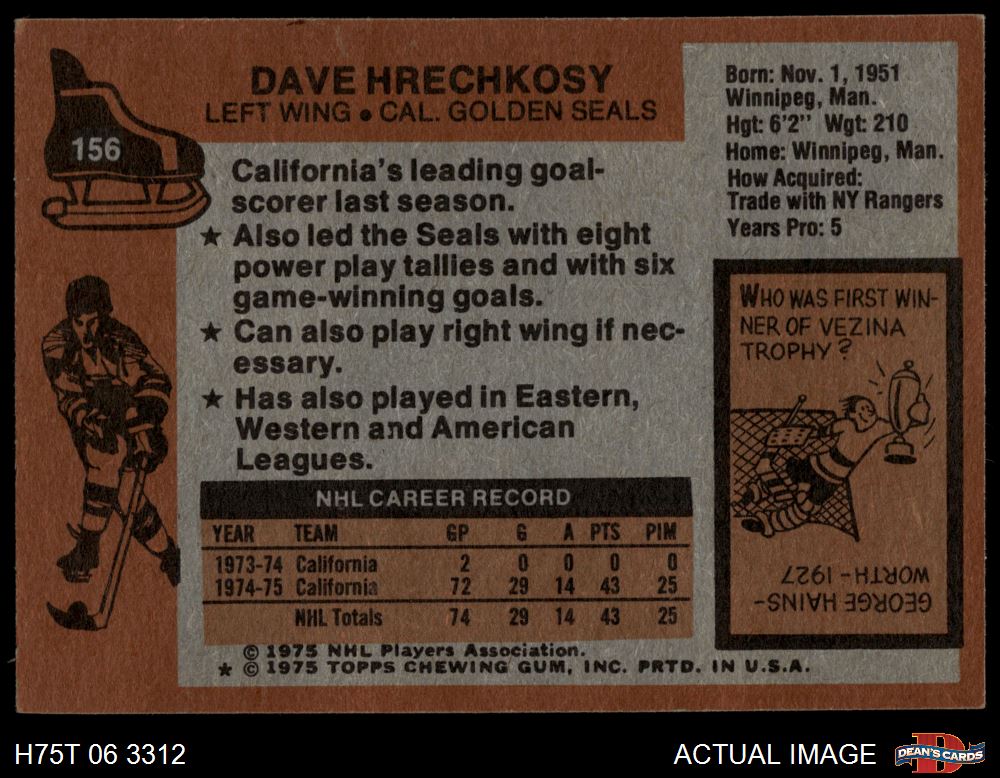 DAVE HRECHKOSY
LEFT WING • CAL. GOLDEN SEALS
156
California's leading goal-
scorer last season.
★ Also led the Seals with eight
power play tallies and with six
game-winning goals.
★ Can also play right wing if nec-
essary.
★ Has also played in Eastern,
Western and American
Leagues.
Born: Nov. 1, 1951
Winnipeg, Man.
Hgt: 6'2" Wgt: 210
Home: Winnipeg, Man.
How Acquired:
Trade with NY Rangers
Years Pro: 5
WHO WAS FIRST WIN-
NER OF VEZINA
TROPHY?
GEORGE HAINS-
WORTH - 1927
NHL CAREER RECORD
YEAR TEAM GP G A PTS PIM
1973-74 California 2 0 0 0 0
1974-75 California 72 29 14 43 25
NHL Totals 74 29 14 43 25
© 1975 NHL Players Association.
★ © 1975 TOPPS CHEWING GUM, INC. PRTD. IN U.S.A.
H75T 06 3312
ACTUAL IMAGE
D
DEAN'S CARDS